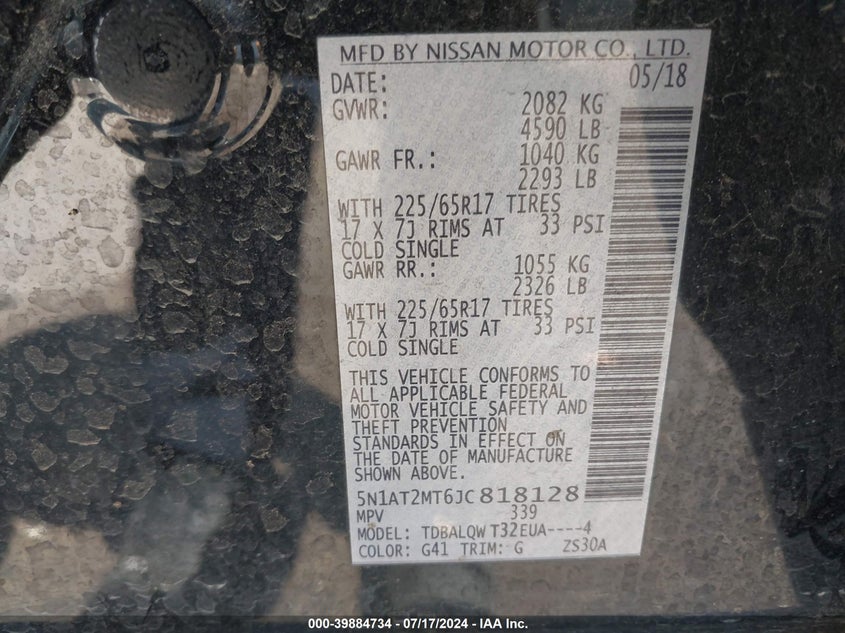 MFD BY NISSAN MOTOR CO., LTD.
DATE: 05/18
GVWR: 2082 KG
4590 LB
GAWR FR.: 1040 KG
2293 LB
WITH 225/65R17 TIRES
17 X 7J RIMS AT 33 PSI
COLD SINGLE
GAWR RR.: 1055 KG
2326 LB
WITH 225/65R17 TIRES
17 X 7J RIMS AT 33 PSI
COLD SINGLE
THIS VEHICLE CONFORMS TO
ALL APPLICABLE FEDERAL
MOTOR VEHICLE SAFETY AND
THEFT PREVENTION
STANDARDS IN EFFECT ON
THE DATE OF MANUFACTURE
SHOWN ABOVE.
5N1AT2MT6JC818128
MPV 339
MODEL: TDBALQW T32EUA----4
COLOR: G41 TRIM: G ZS30A
000-39884734 - 07/17/2024 - IAA Inc.